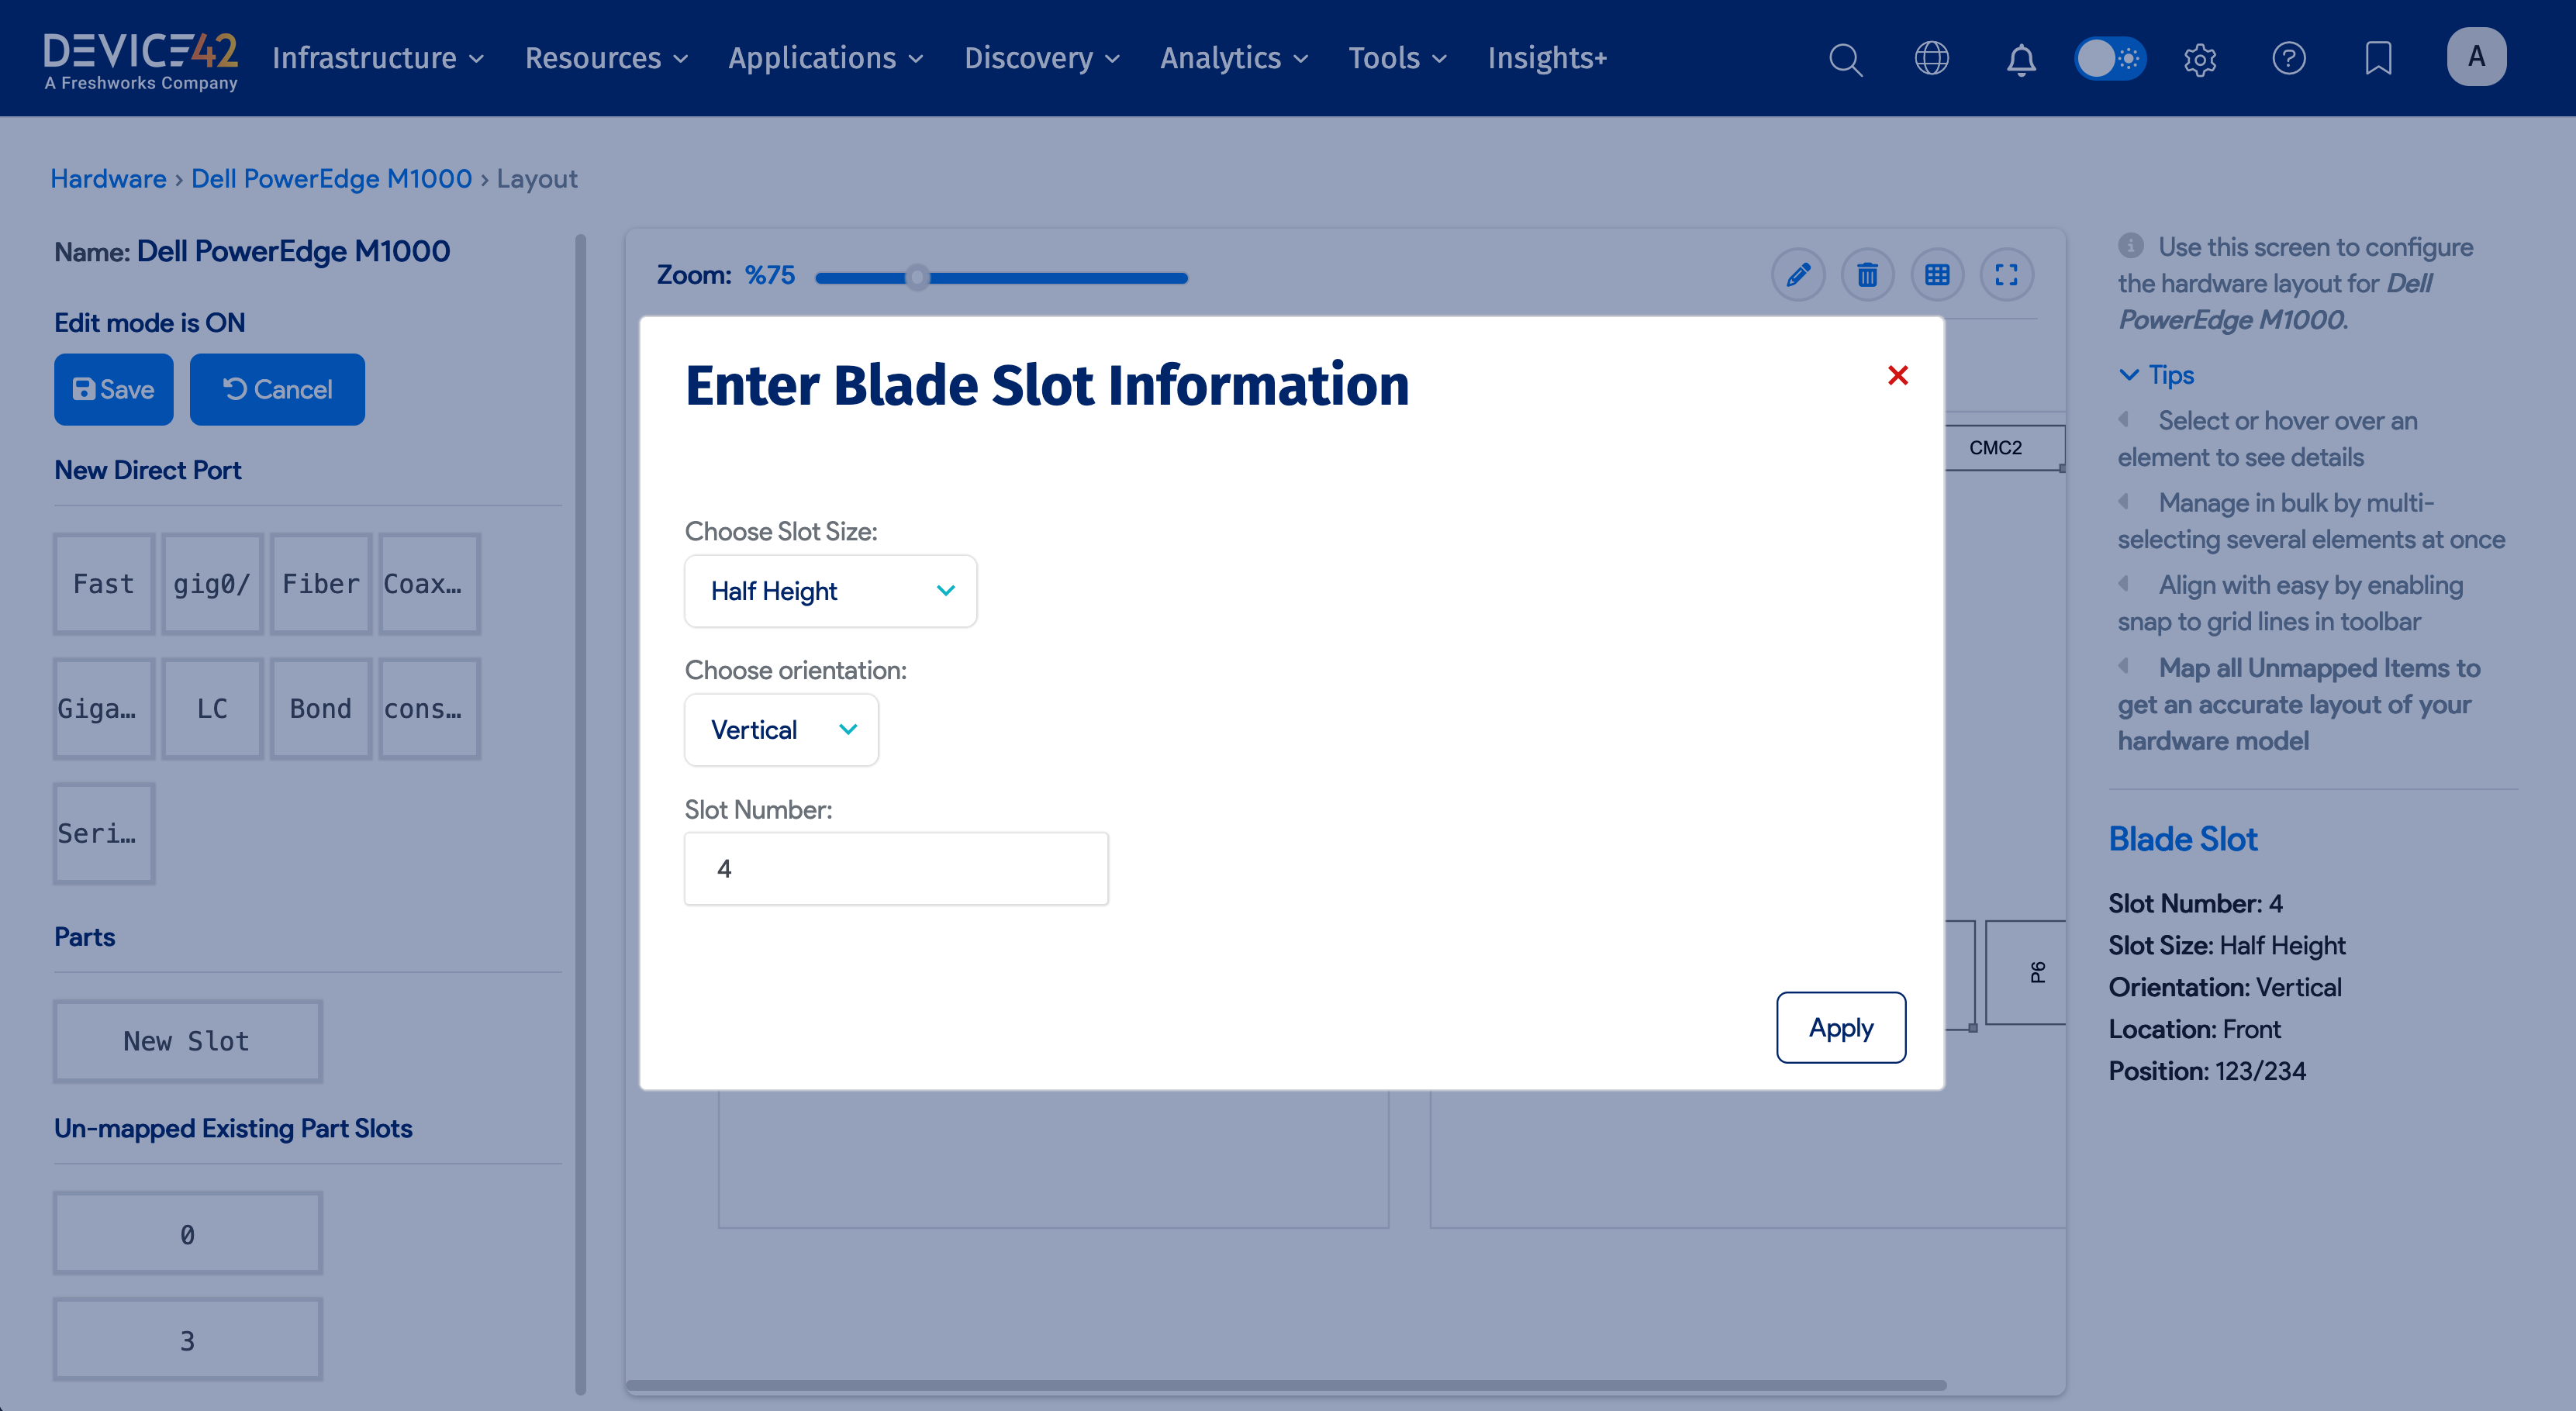 DEVICE42
A Freshworks Company
Infrastructure
Resources
Applications
Discovery
Analytics
Tools
Insights+
A
Hardware › Dell PowerEdge M1000 › Layout
Name: Dell PowerEdge M1000
Edit mode is ON
Save
Cancel
New Direct Port
Fast
gig0/
Fiber
Coax...
Giga...
LC
Bond
cons...
Seri...
Parts
New Slot
Un-mapped Existing Part Slots
0
3
Zoom: %75
CMC2
P6
Enter Blade Slot Information
Choose Slot Size:
Half Height
Choose orientation:
Vertical
Slot Number:
4
Apply
Use this screen to configure
the hardware layout for Dell
PowerEdge M1000.
Tips
Select or hover over an
element to see details
Manage in bulk by multi-
selecting several elements at once
Align with easy by enabling
snap to grid lines in toolbar
Map all Unmapped Items to
get an accurate layout of your
hardware model
Blade Slot
Slot Number: 4
Slot Size: Half Height
Orientation: Vertical
Location: Front
Position: 123/234